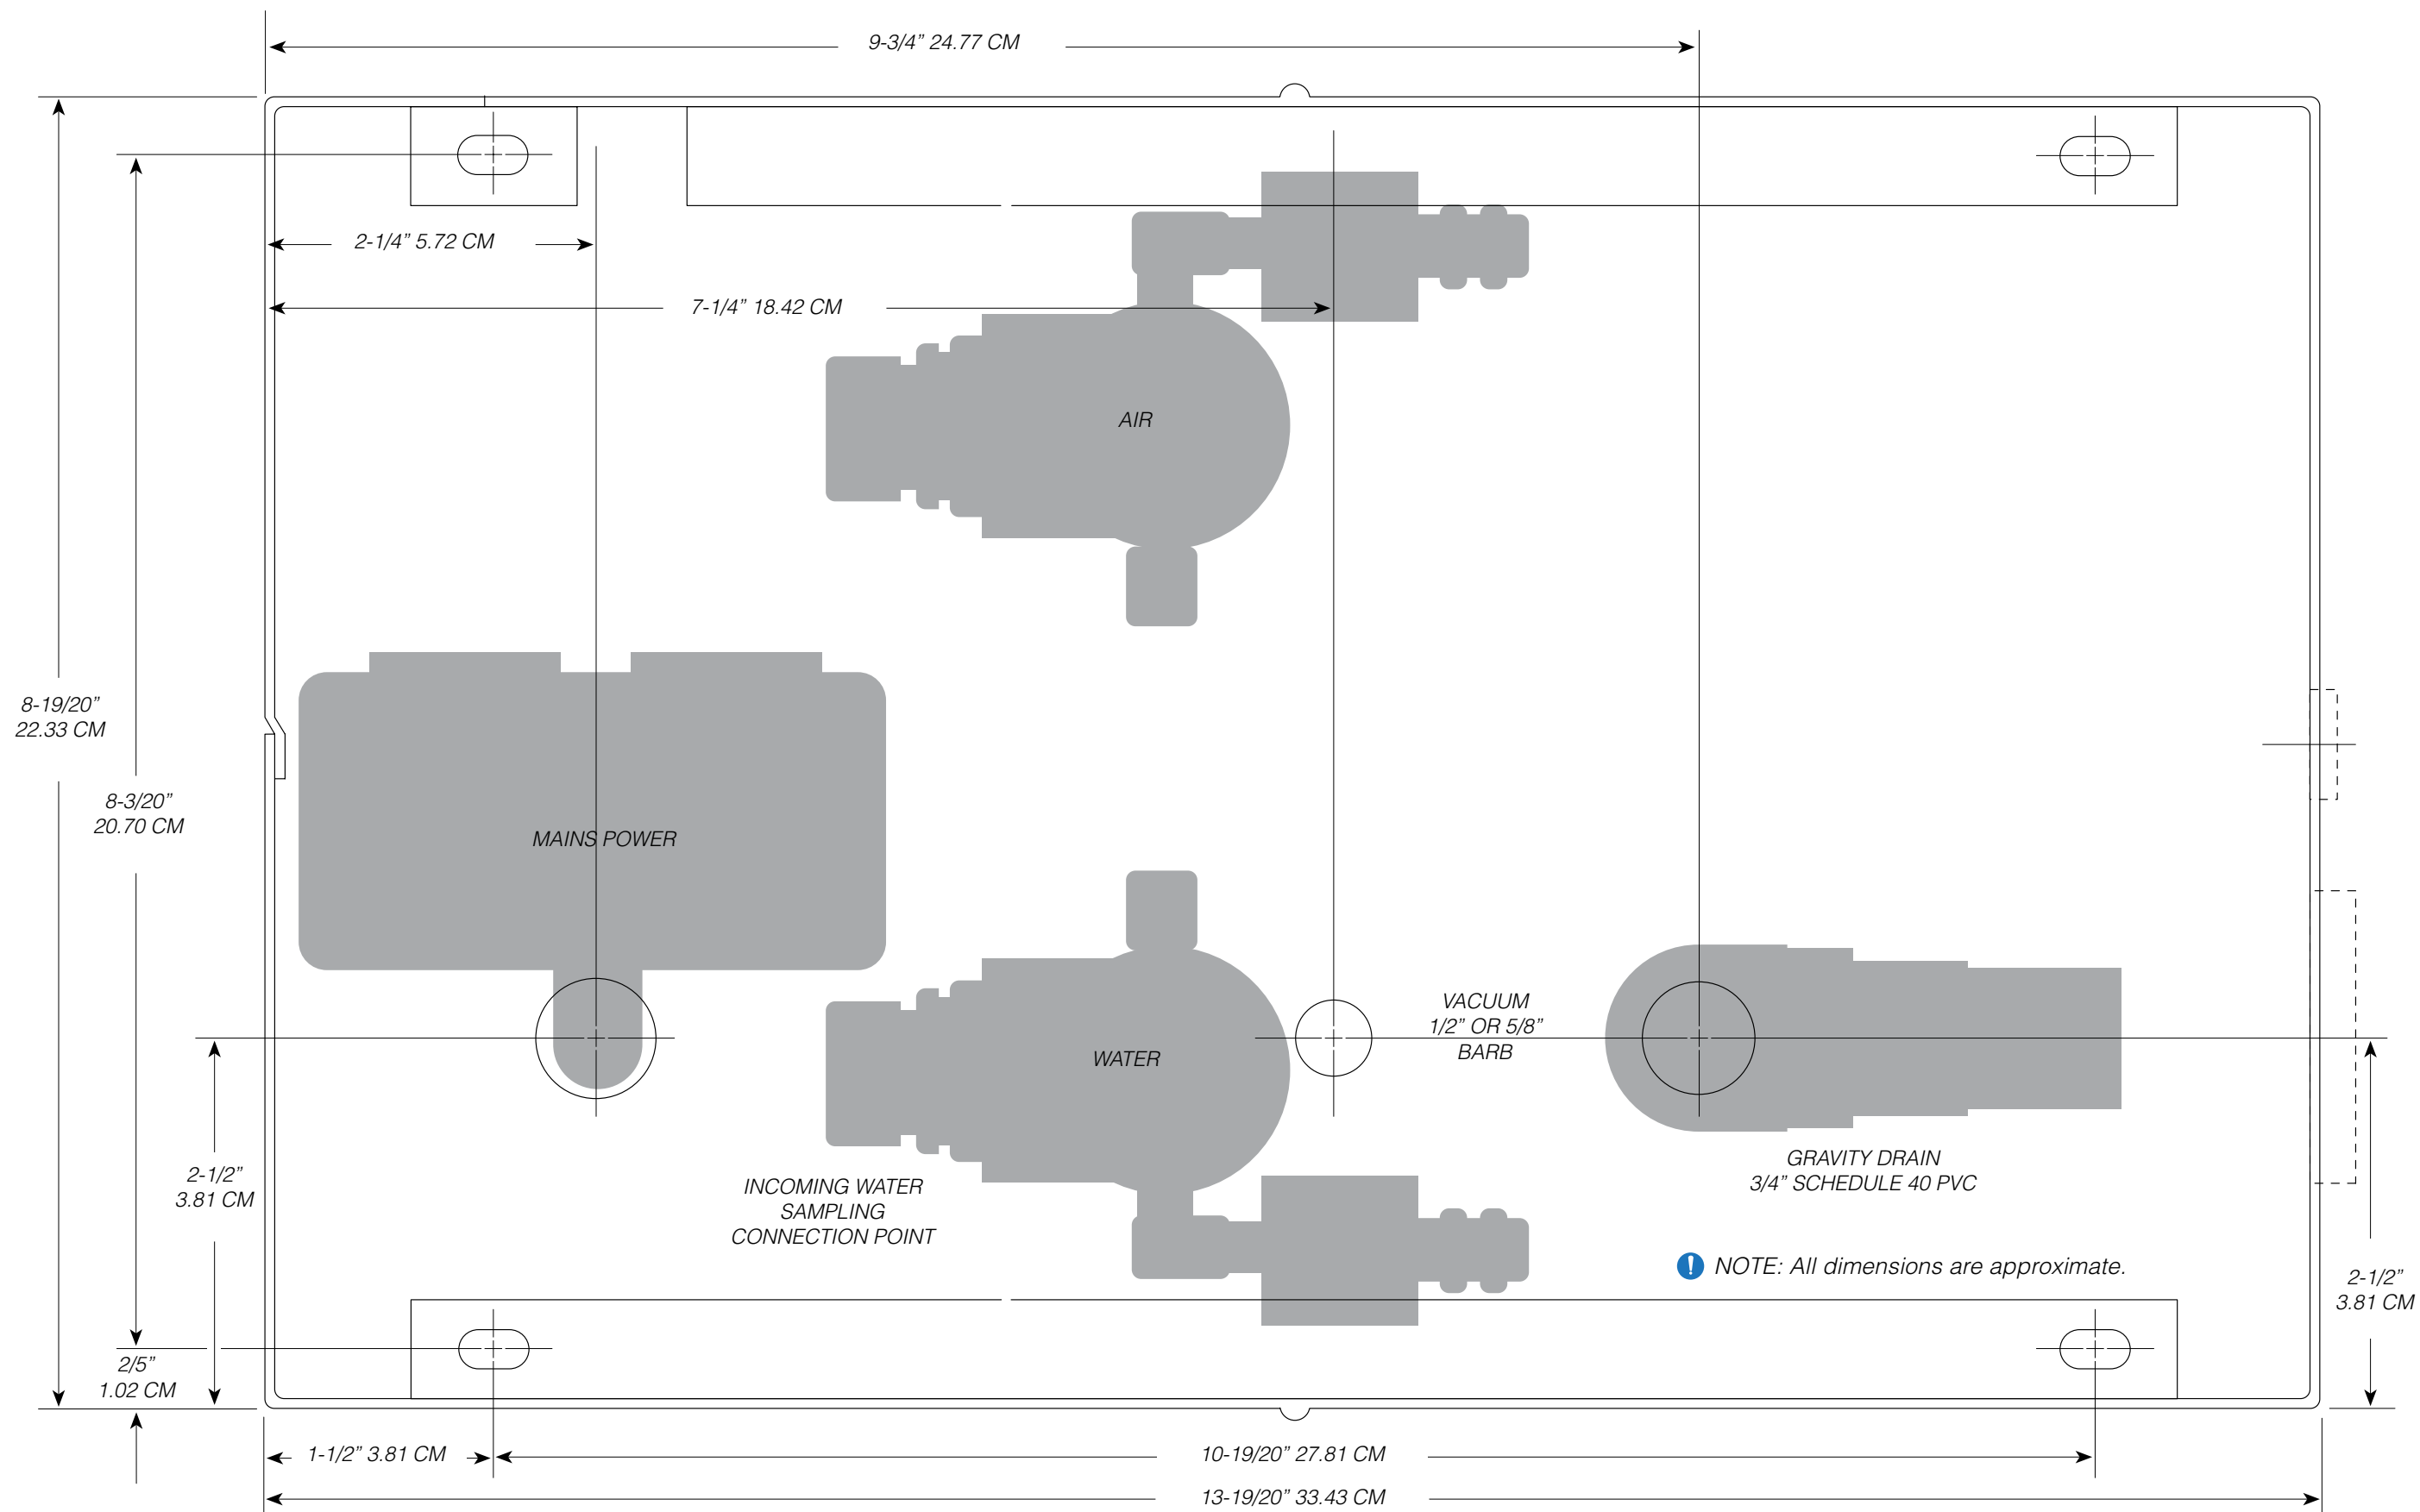 9-3/4” 24.77 CM
2-1/4” 5.72 CM
7-1/4” 18.42 CM
AIR
8-19/20”
22.33 CM
8-3/20”
20.70 CM
MAINS POWER
VACUUM
1/2” OR 5/8”
BARB
WATER
GRAVITY DRAIN
3/4” SCHEDULE 40 PVC
2-1/2”
3.81 CM
INCOMING WATER
SAMPLING
CONNECTION POINT
! NOTE: All dimensions are approximate.
2-1/2”
3.81 CM
2/5”
1.02 CM
1-1/2” 3.81 CM
10-19/20” 27.81 CM
13-19/20” 33.43 CM